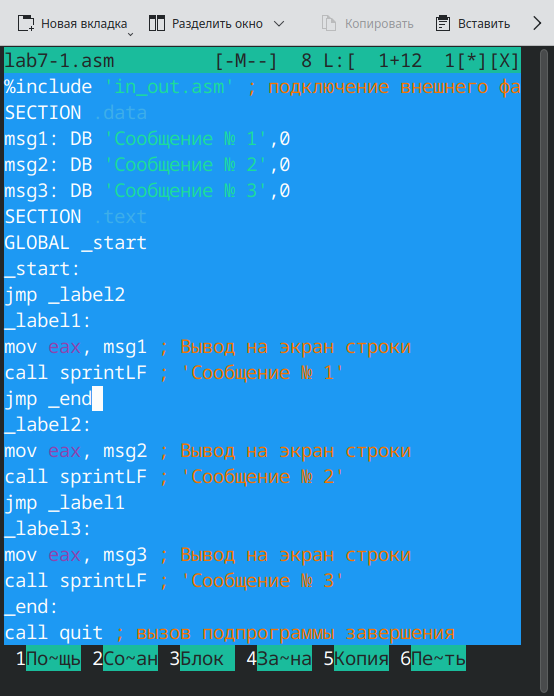 Новая вкладка Разделить окно Копировать Вставить
lab7-1.asm [-M--] 8 L:[ 1+12 1[*][X]
%include 'in_out.asm' ; подключение внешнего фа
SECTION .data
msg1: DB 'Сообщение № 1',0
msg2: DB 'Сообщение № 2',0
msg3: DB 'Сообщение № 3',0
SECTION .text
GLOBAL _start
_start:
jmp _label2
_label1:
mov eax, msg1 ; Вывод на экран строки
call sprintLF ; 'Сообщение № 1'
jmp _end
_label2:
mov eax, msg2 ; Вывод на экран строки
call sprintLF ; 'Сообщение № 2'
jmp _label1
_label3:
mov eax, msg3 ; Вывод на экран строки
call sprintLF ; 'Сообщение № 3'
_end:
call quit ; вызов подпрограммы завершения
1По~щь 2Со~ан 3Блок 4За~на 5Копия 6Пе~ть